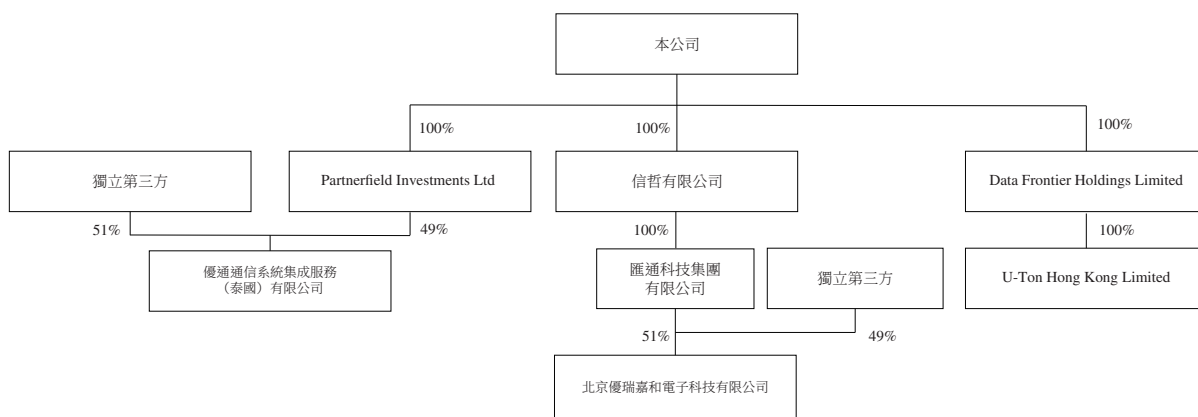 本公司
100%
100%
100%
獨立第三方
Partnerfield Investments Ltd
信哲有限公司
Data Frontier Holdings Limited
51%
49%
100%
100%
優通通信系統集成服務
（泰國）有限公司
匯通科技集團
有限公司
獨立第三方
U-Ton Hong Kong Limited
51%
49%
北京優瑞嘉和電子科技有限公司